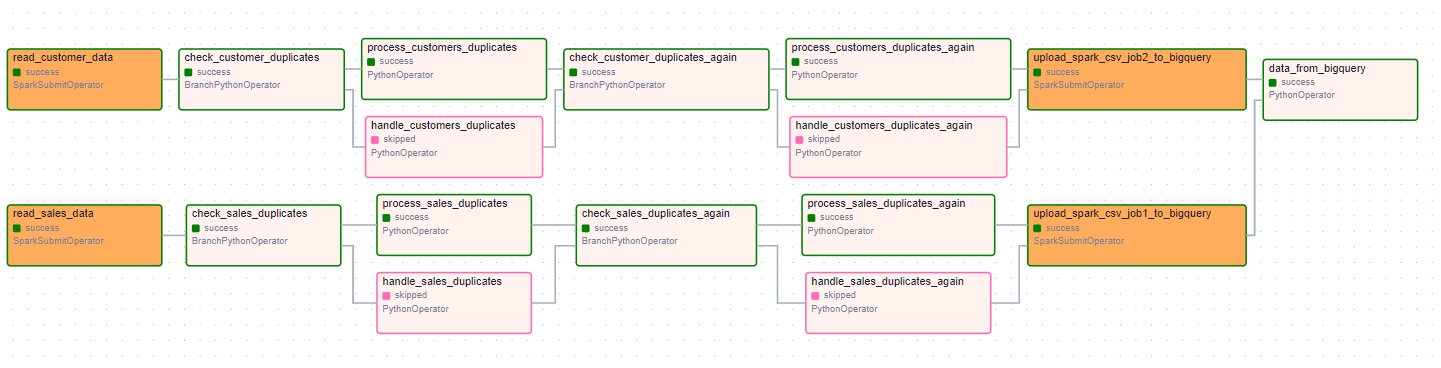 read_customer_data
success
SparkSubmitOperator
check_customer_duplicates
success
BranchPythonOperator
process_customers_duplicates
success
PythonOperator
handle_customers_duplicates
skipped
PythonOperator
check_customer_duplicates_again
success
BranchPythonOperator
process_customers_duplicates_again
success
PythonOperator
handle_customers_duplicates_again
skipped
PythonOperator
upload_spark_csv_job2_to_bigquery
success
SparkSubmitOperator
data_from_bigquery
success
PythonOperator
read_sales_data
success
SparkSubmitOperator
check_sales_duplicates
success
BranchPythonOperator
process_sales_duplicates
success
PythonOperator
handle_sales_duplicates
skipped
PythonOperator
check_sales_duplicates_again
success
BranchPythonOperator
process_sales_duplicates_again
success
PythonOperator
handle_sales_duplicates_again
skipped
PythonOperator
upload_spark_csv_job1_to_bigquery
success
SparkSubmitOperator